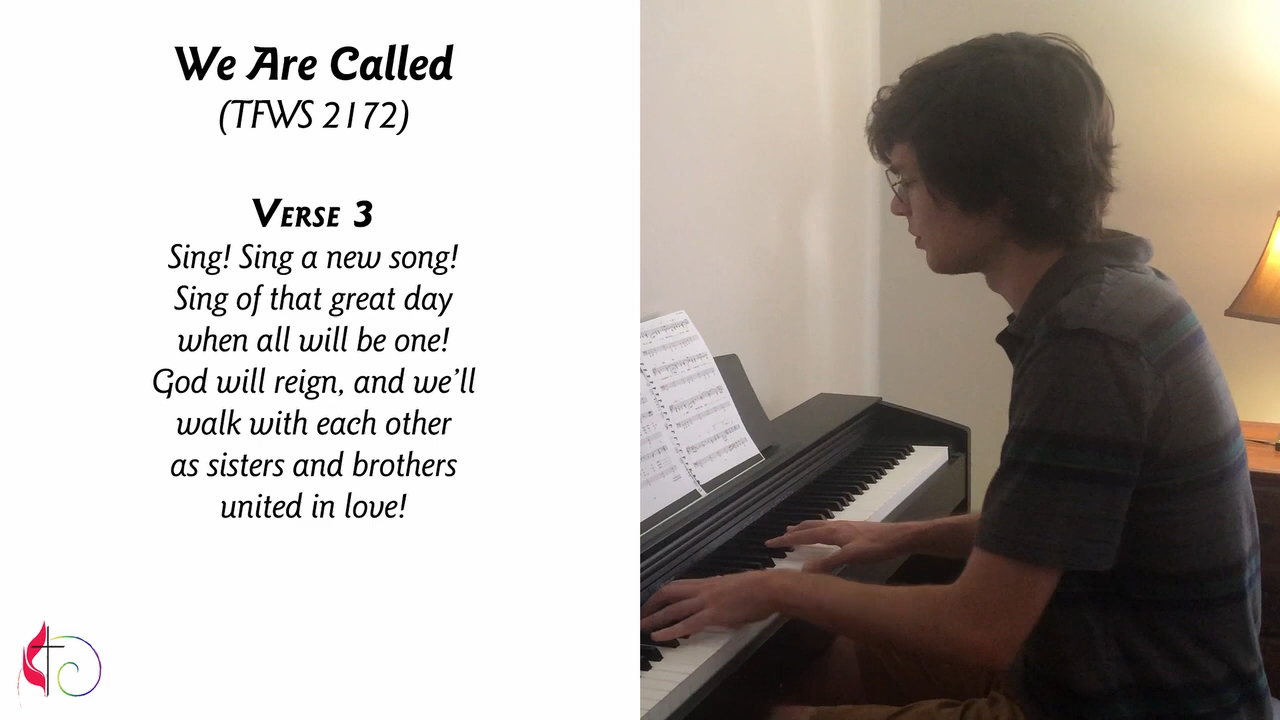 We Are Called
(TFWS 2172)
Verse 3
Sing! Sing a new song!
Sing of that great day
when all will be one!
God will reign, and we’ll
walk with each other
as sisters and brothers
united in love!